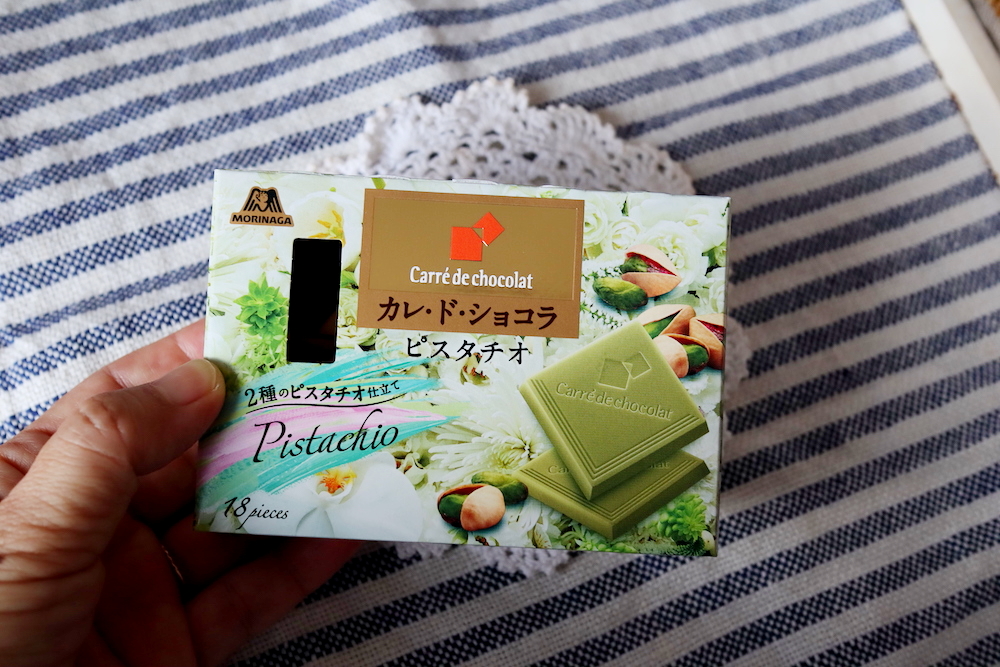 MORINAGA
Carré de chocolat
カレ・ド・ショコラ
ピスタチオ
2種のピスタチオ仕立て
Pistachio
18 pieces
Carré de chocolat